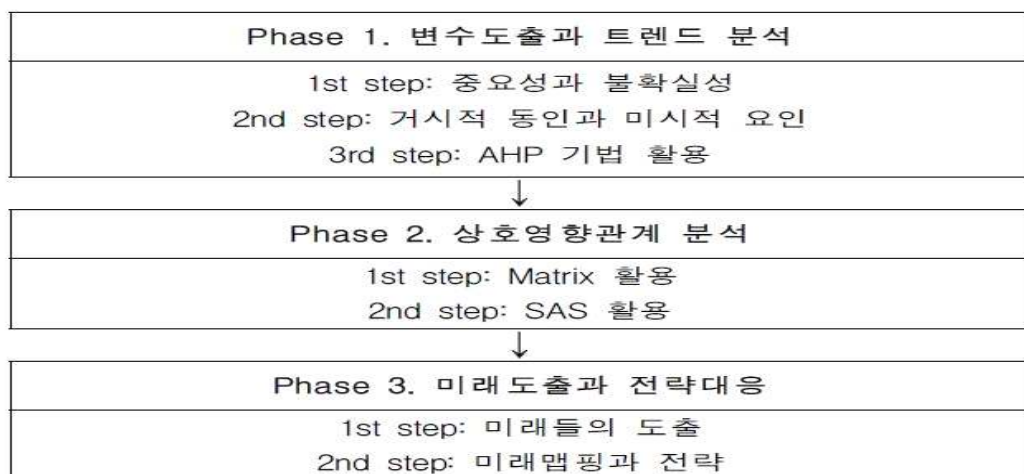 Phase 1. 변수도출과 트렌드 분석
1st step: 중요성과 불확실성
2nd step: 거시적 동인과 미시적 요인
3rd step: AHP 기법 활용
↓
Phase 2. 상호영향관계 분석
1st step: Matrix 활용
2nd step: SAS 활용
↓
Phase 3. 미래도출과 전략대응
1st step: 미래들의 도출
2nd step: 미래맵핑과 전략